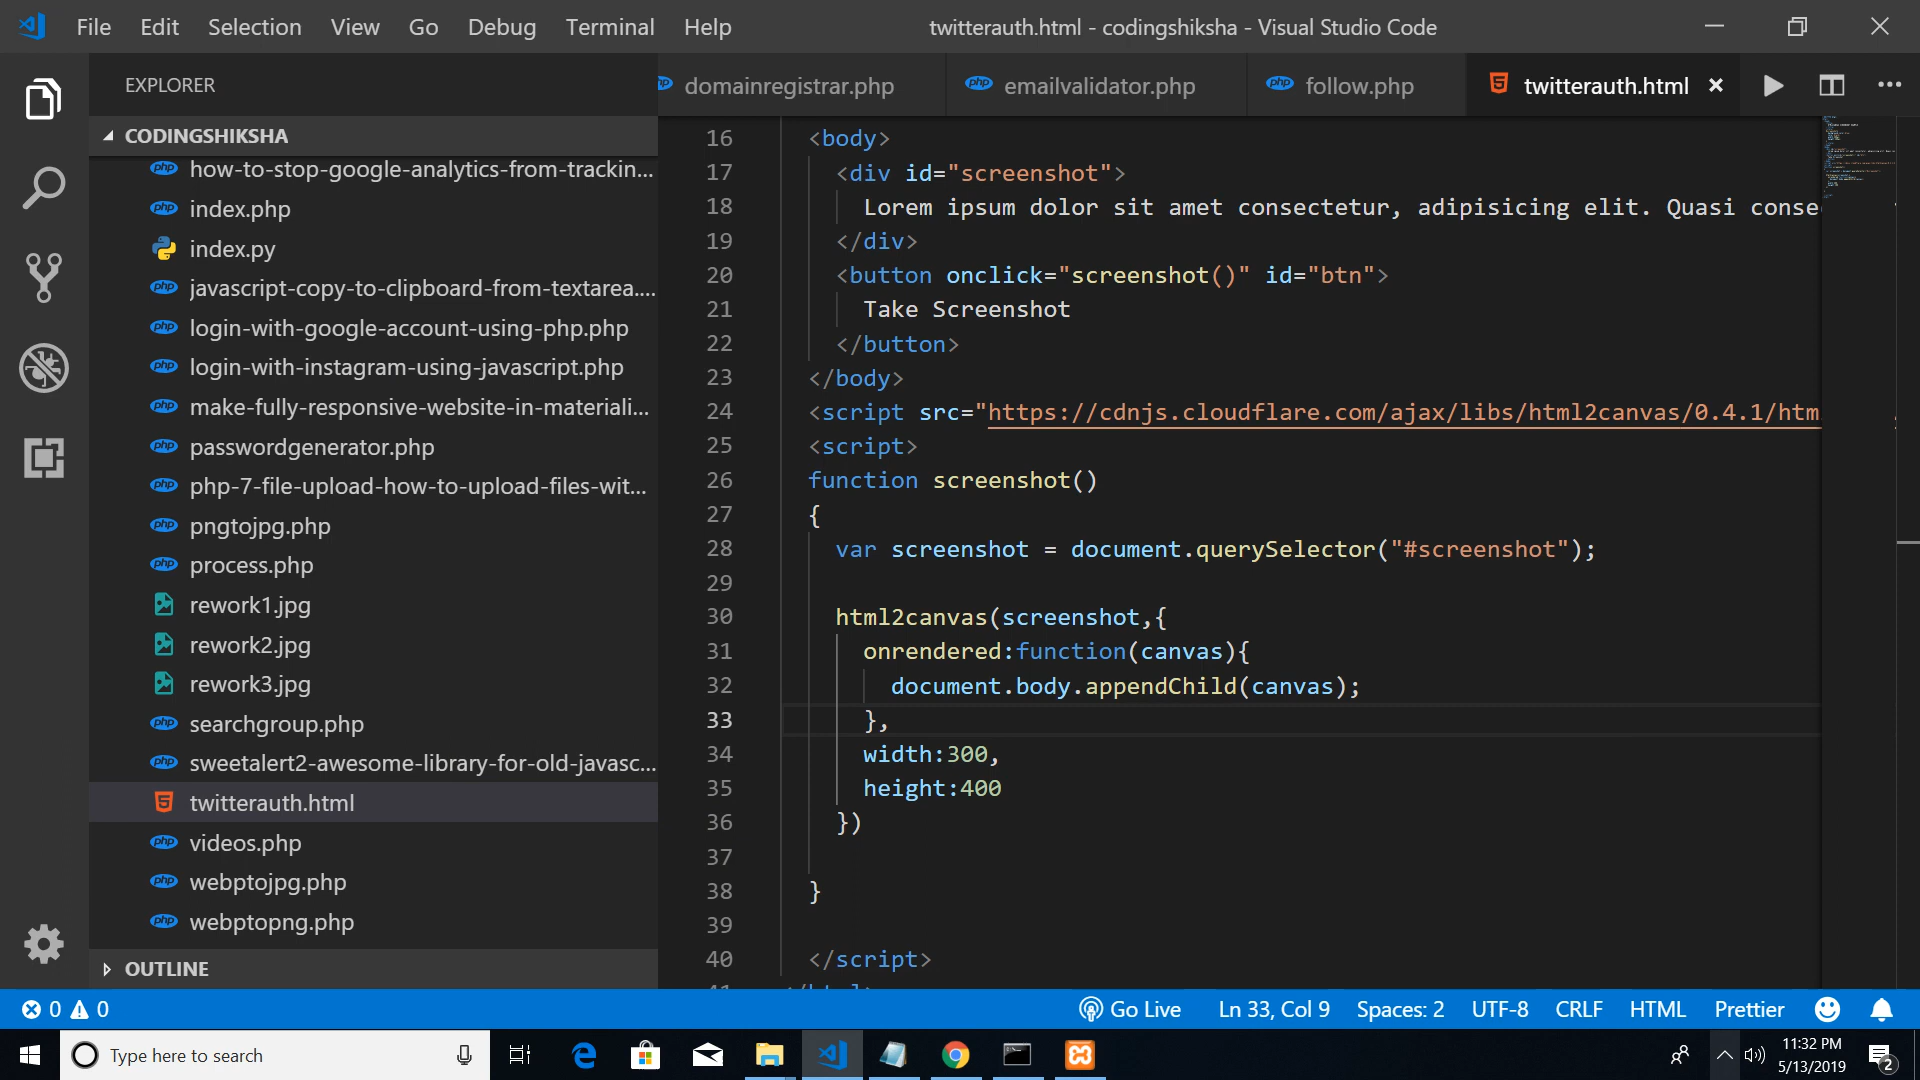 File Edit Selection View Go Debug Terminal Help
twitterauth.html - codingshiksha - Visual Studio Code
EXPLORER
CODINGSHIKSHA
how-to-stop-google-analytics-from-trackin...
index.php
index.py
javascript-copy-to-clipboard-from-textarea....
login-with-google-account-using-php.php
login-with-instagram-using-javascript.php
make-fully-responsive-website-in-materiali...
passwordgenerator.php
php-7-file-upload-how-to-upload-files-wit...
pngtojpg.php
process.php
rework1.jpg
rework2.jpg
rework3.jpg
searchgroup.php
sweetalert2-awesome-library-for-old-javasc...
twitterauth.html
videos.php
webptojpg.php
webptopng.php
OUTLINE
domainregistrar.php emailvalidator.php follow.php twitterauth.html
16 <body>
17 <div id="screenshot">
18 Lorem ipsum dolor sit amet consectetur, adipisicing elit. Quasi conse
19 </div>
20 <button onclick="screenshot()" id="btn">
21 Take Screenshot
22 </button>
23 </body>
24 <script src="https://cdnjs.cloudflare.com/ajax/libs/html2canvas/0.4.1/htm
25 <script>
26 function screenshot()
27 {
28 var screenshot = document.querySelector("#screenshot");
29
30 html2canvas(screenshot,{
31 onrendered:function(canvas){
32 document.body.appendChild(canvas);
33 },
34 width:300,
35 height:400
36 })
37
38 }
39
40 </script>
0 0 Go Live Ln 33, Col 9 Spaces: 2 UTF-8 CRLF HTML Prettier
Type here to search
11:32 PM
5/13/2019
2